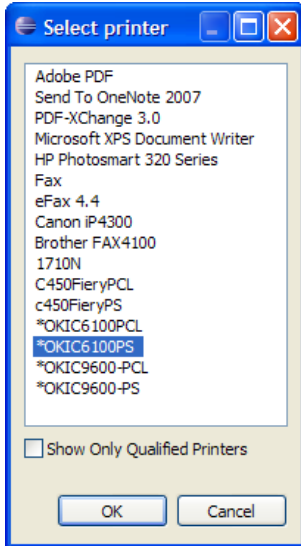 Select printer
Adobe PDF
Send To OneNote 2007
PDF-XChange 3.0
Microsoft XPS Document Writer
HP Photosmart 320 Series
Fax
eFax 4.4
Canon iP4300
Brother FAX4100
1710N
C450FieryPCL
c450FieryPS
*OKIC6100PCL
*OKIC6100PS
*OKIC9600-PCL
*OKIC9600-PS
Show Only Qualified Printers
OK Cancel